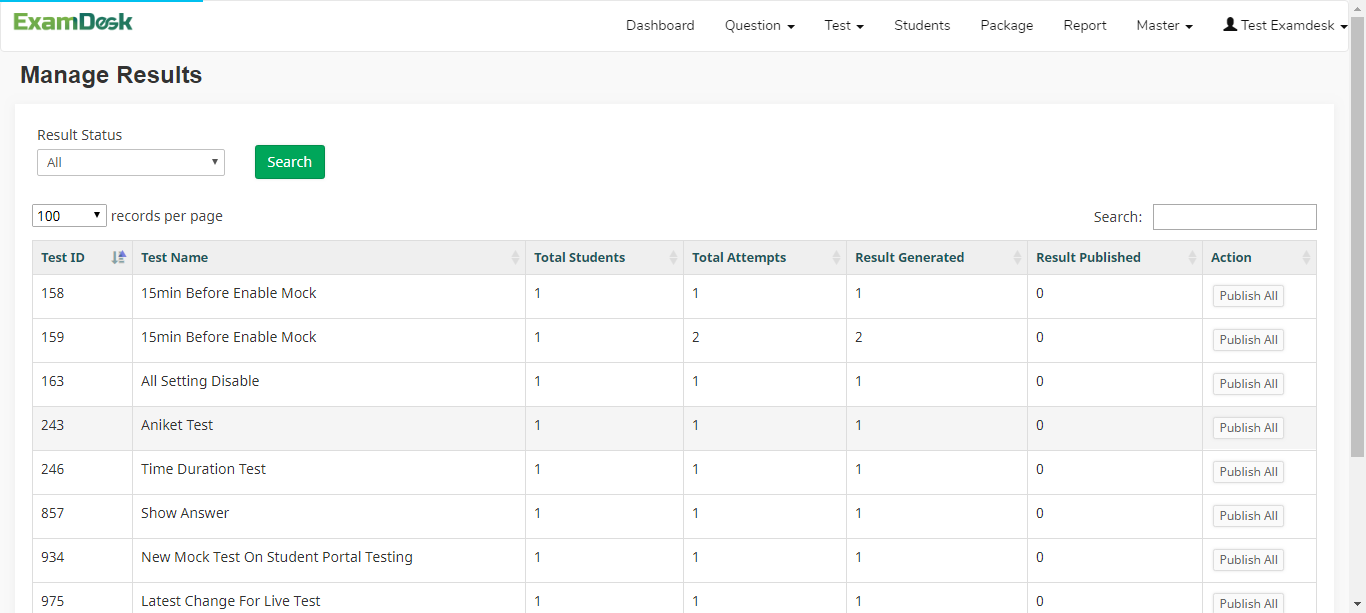 ExamDesk Dashboard Question Test Students Package Report Master Test Examdesk
Manage Results
Result Status
All Search
100 records per page Search:
Test ID Test Name Total Students Total Attempts Result Generated Result Published Action
158 15min Before Enable Mock 1 1 1 0 Publish All
159 15min Before Enable Mock 1 2 2 0 Publish All
163 All Setting Disable 1 1 1 0 Publish All
243 Aniket Test 1 1 1 0 Publish All
246 Time Duration Test 1 1 1 0 Publish All
857 Show Answer 1 1 1 0 Publish All
934 New Mock Test On Student Portal Testing 1 1 1 0 Publish All
975 Latest Change For Live Test 1 1 1 0 Publish All